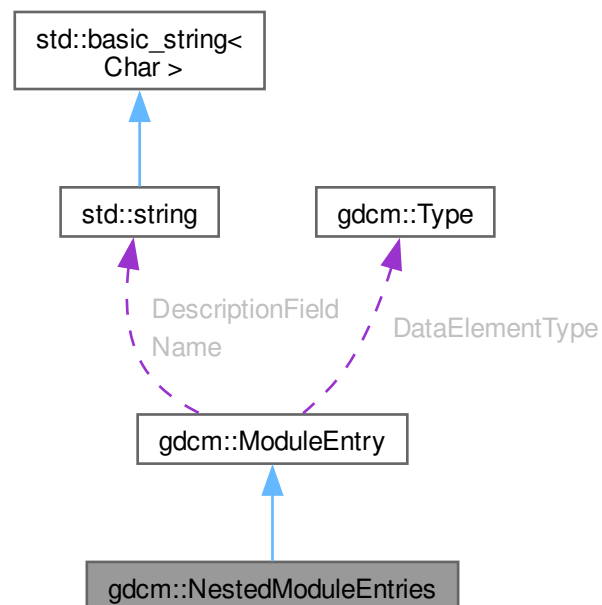 std::basic_string<
Char >
std::string
gdcm::Type
DescriptionField
Name
DataElementType
gdcm::ModuleEntry
gdcm::NestedModuleEntries